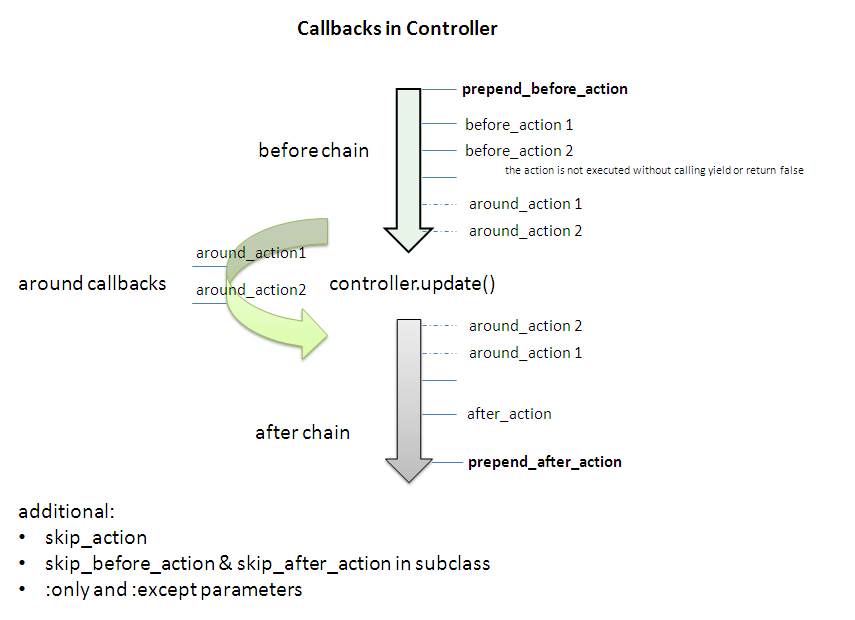 Callbacks in Controller
prepend_before_action
before_action 1
before chain
before_action 2
the action is not executed without calling yield or return false
around_action 1
around_action 2
around_action1
around callbacks
around_action2
controller.update()
around_action 2
around_action 1
after_action
after chain
prepend_after_action
additional:
• skip_action
• skip_before_action & skip_after_action in subclass
• :only and :except parameters